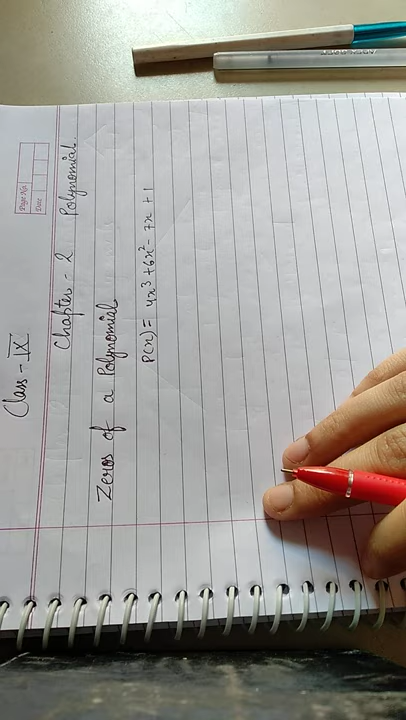 Class - IX
Page No.
Date
Chapter - 2 Polynomial.
Zeros of a Polynomial
P(x) = 4x³ + 6x² - 7x + 1